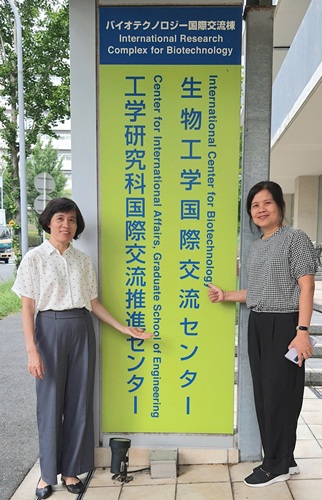 バイオテクノロジー国際交流棟
International Research
Complex for Biotechnology
International Center for Biotechnology
生物工学国際交流センター
Center for International Affairs, Graduate School of Engineering
工学研究科国際交流推進センター